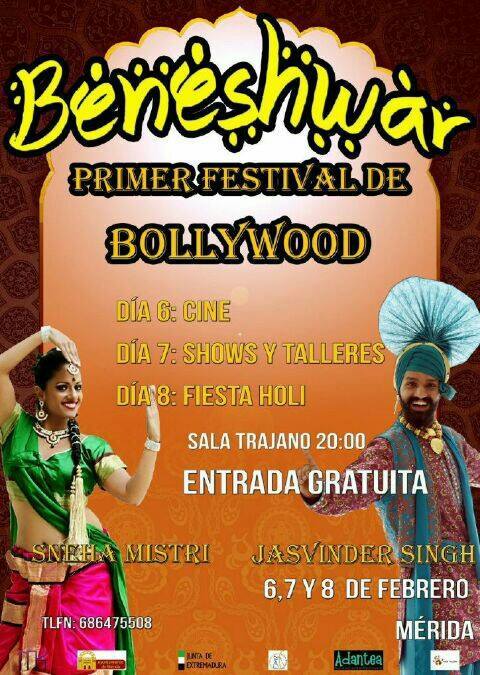 Beneshwar
PRIMER FESTIVAL DE
BOLLYWOOD
DÍA 6: CINE
DÍA 7: SHOWS Y TALLERES
DÍA 8: FIESTA HOLI
SALA TRAJANO 20:00
ENTRADA GRATUITA
SNEHA MISTRI JASVINDER SINGH
6,7 Y 8 DE FEBRERO
TLFN: 686475508
MÉRIDA
JUNTA DE
EXTREMADURA
Adantea